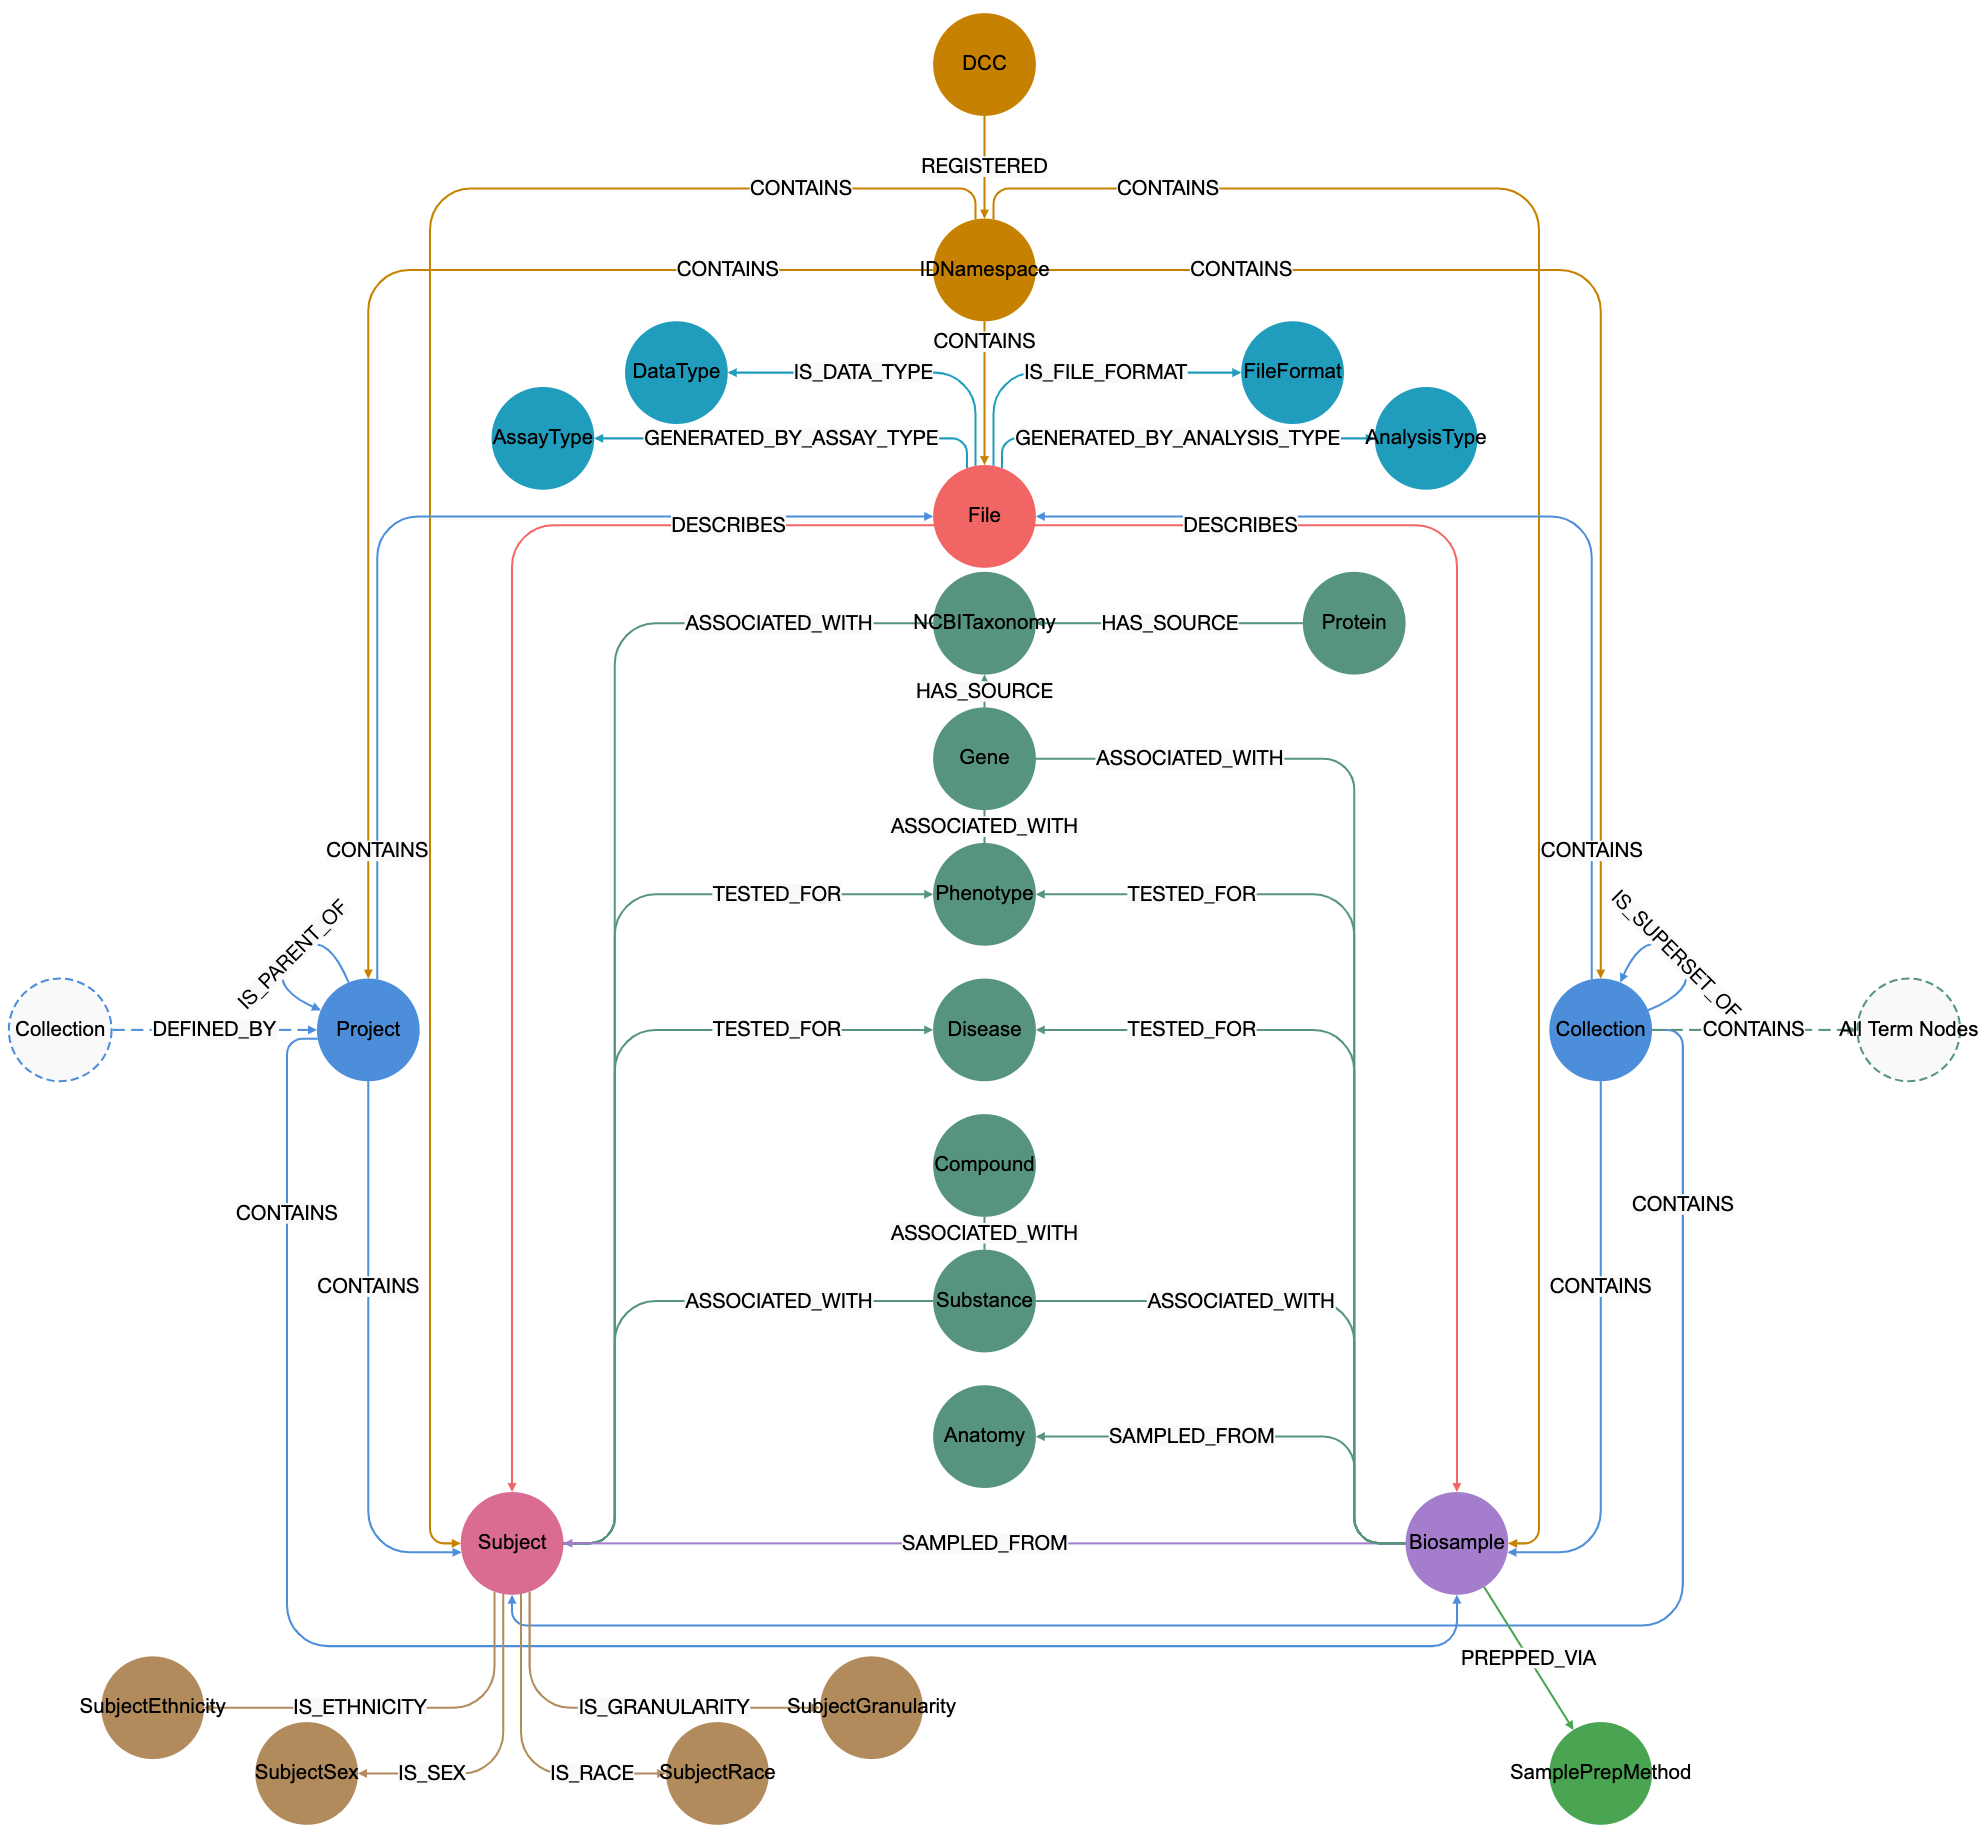 DCC
REGISTERED
CONTAINS
CONTAINS
CONTAINS
IDNamespace
CONTAINS
CONTAINS
DataType
IS_DATA_TYPE
IS_FILE_FORMAT
FileFormat
AssayType
GENERATED_BY_ASSAY_TYPE
GENERATED_BY_ANALYSIS_TYPE
AnalysisType
File
DESCRIBES
DESCRIBES
ASSOCIATED_WITH
NCBITaxonomy
HAS_SOURCE
Protein
HAS_SOURCE
Gene
ASSOCIATED_WITH
ASSOCIATED_WITH
CONTAINS
CONTAINS
TESTED_FOR
Phenotype
TESTED_FOR
IS_PARENT_OF
IS_SUPERSET_OF
Collection
DEFINED_BY
Project
TESTED_FOR
Disease
TESTED_FOR
Collection
CONTAINS
All Term Nodes
Compound
CONTAINS
CONTAINS
ASSOCIATED_WITH
CONTAINS
CONTAINS
ASSOCIATED_WITH
Substance
ASSOCIATED_WITH
Anatomy
SAMPLED_FROM
Subject
SAMPLED_FROM
Biosample
PREPPED_VIA
SubjectEthnicity
IS_ETHNICITY
IS_GRANULARITY
SubjectGranularity
SubjectSex
IS_SEX
IS_RACE
SubjectRace
SamplePrepMethod